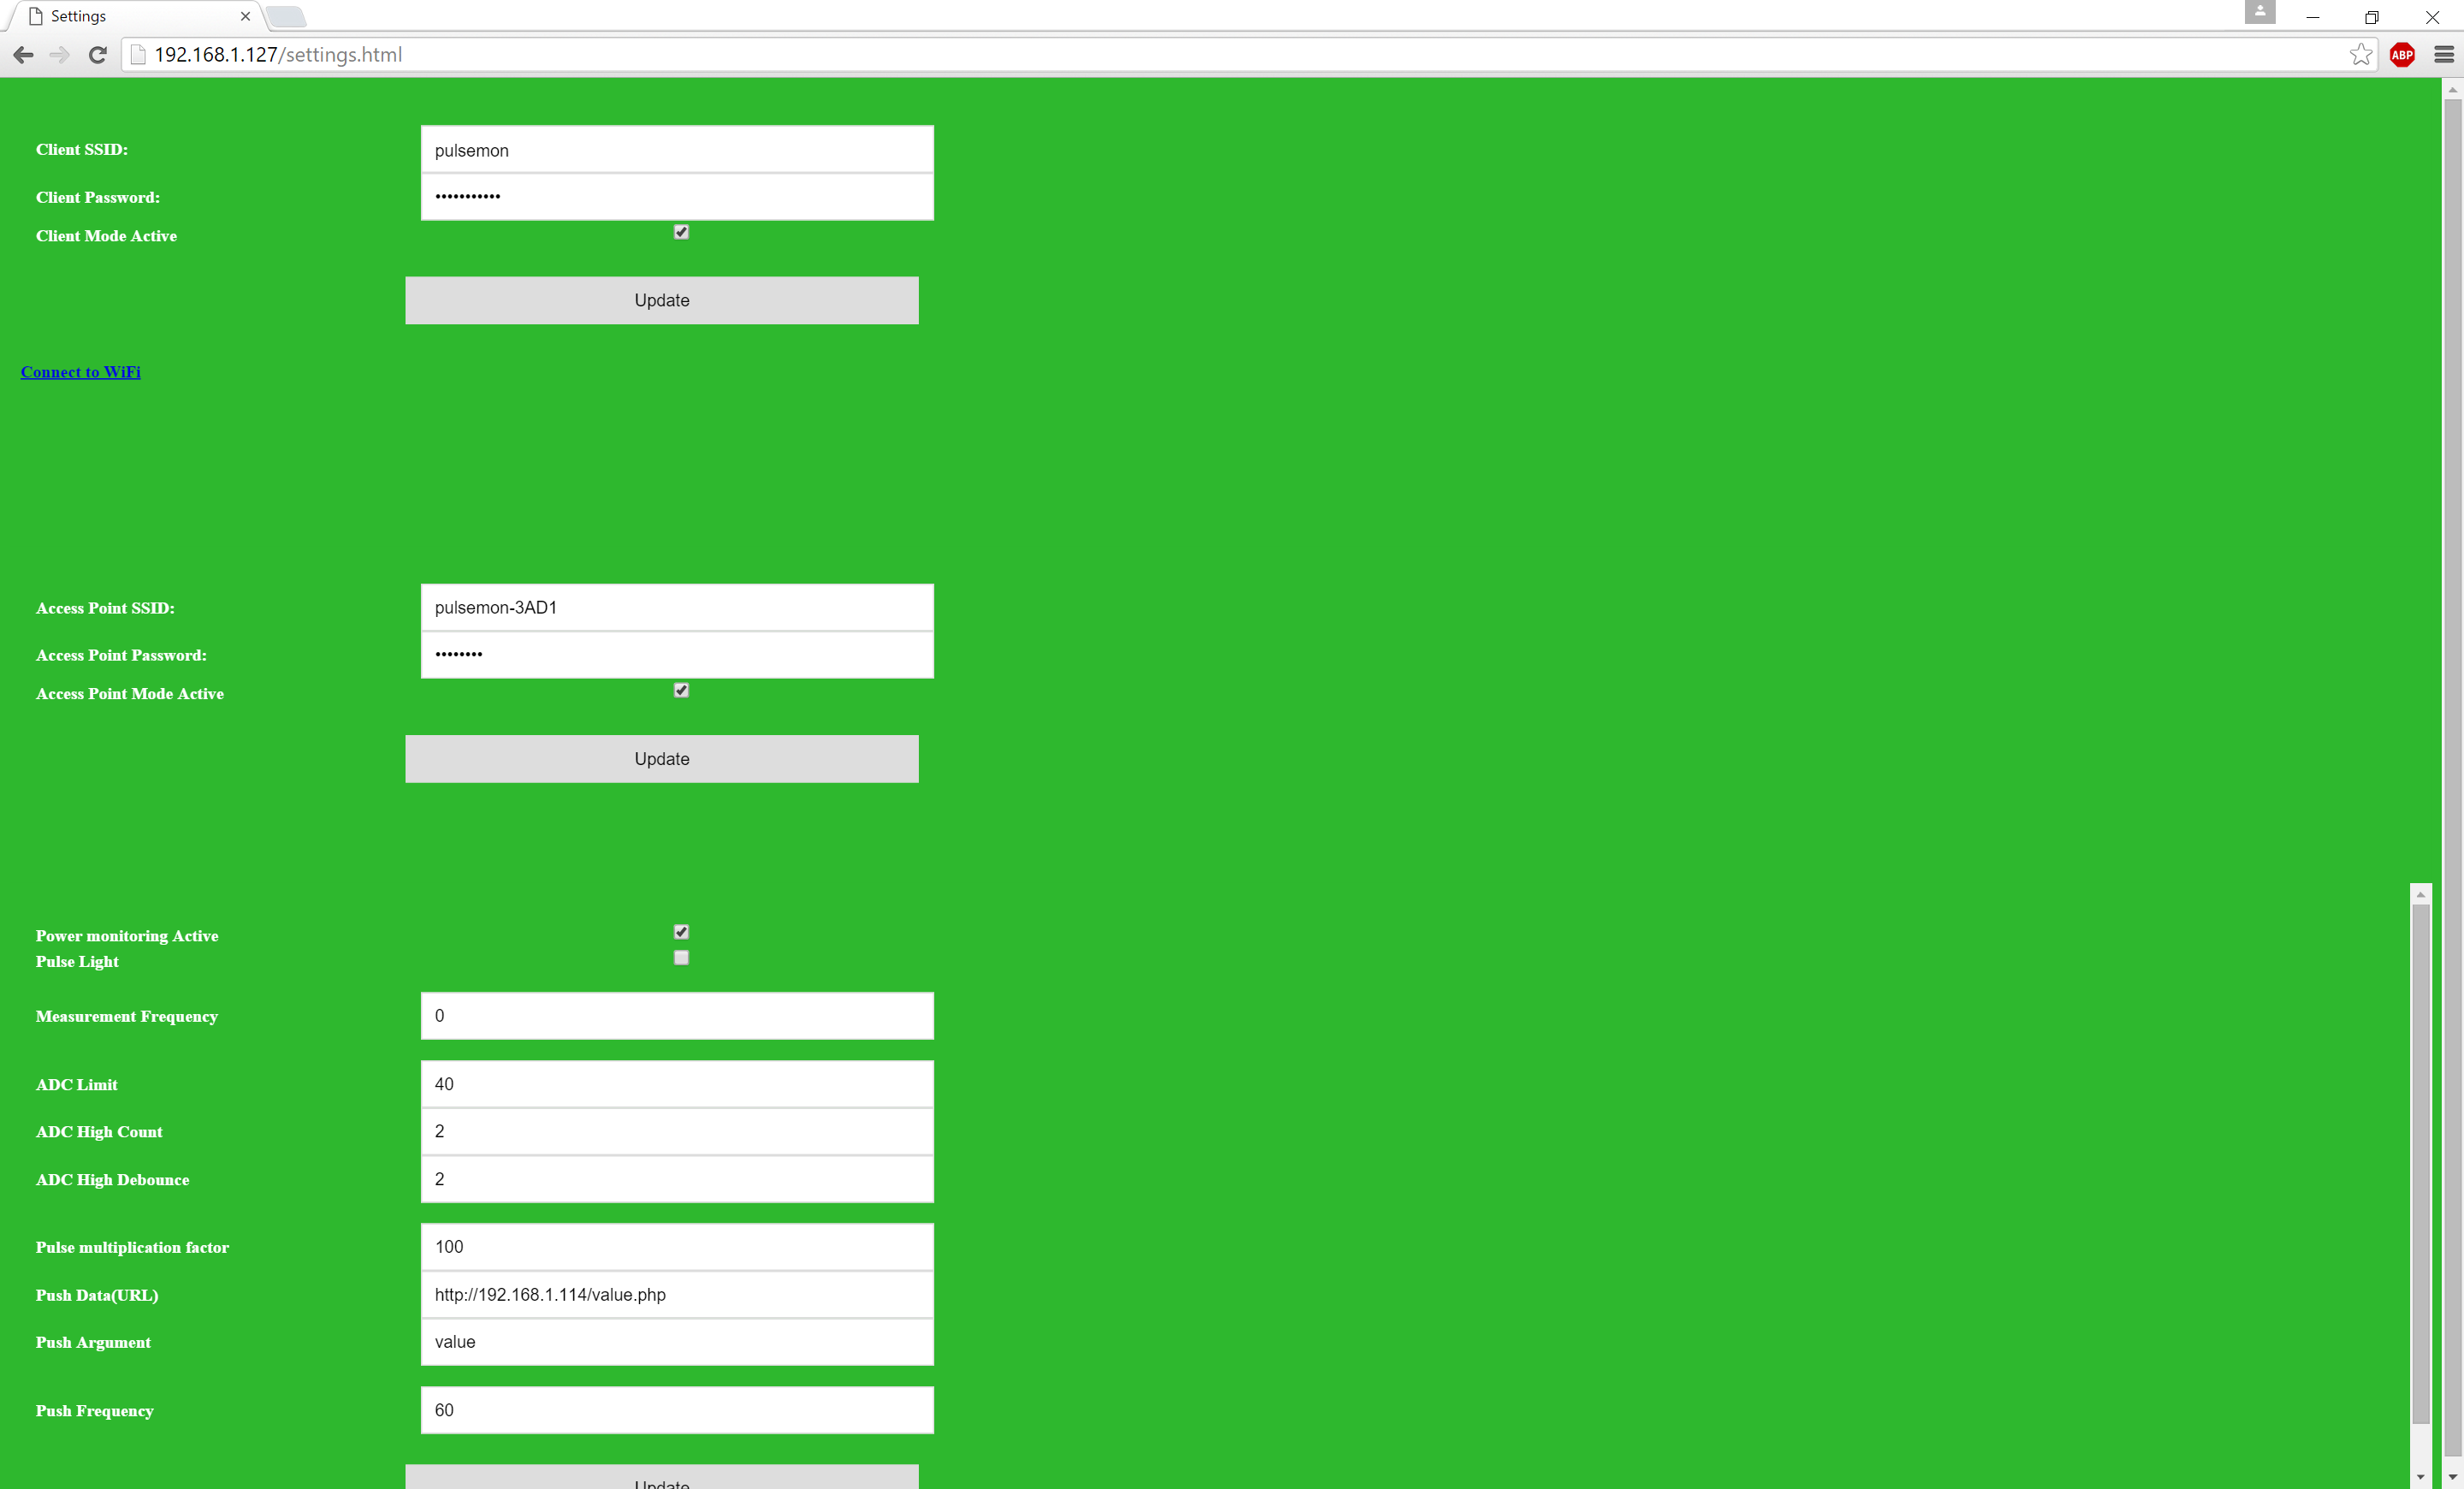 Settings
192.168.1.127/settings.html
ABP
Client SSID: pulsemon
Client Password: •••••••••••
Client Mode Active
Update
Connect to WiFi
Access Point SSID: pulsemon-3AD1
Access Point Password: ••••••••
Access Point Mode Active
Update
Power monitoring Active
Pulse Light
Measurement Frequency 0
ADC Limit 40
ADC High Count 2
ADC High Debounce 2
Pulse multiplication factor 100
Push Data(URL) http://192.168.1.114/value.php
Push Argument value
Push Frequency 60
Update